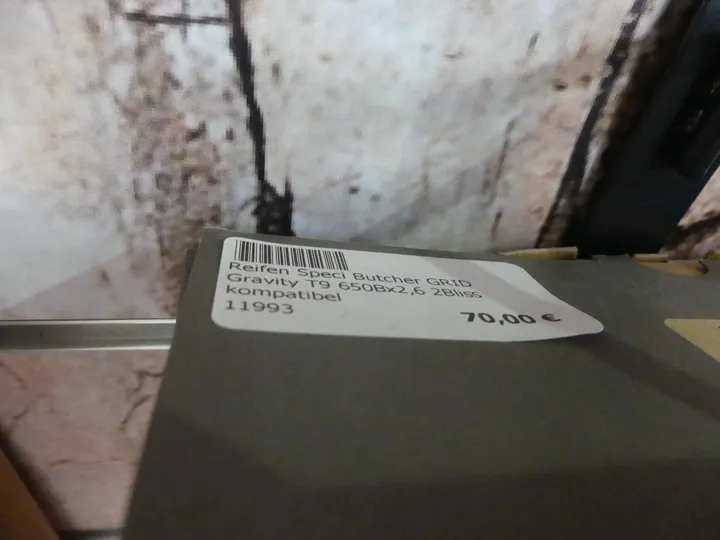 Reifen Speci Butcher GRID
Gravity T9 650Bx2,6 2Bliss
kompatibel
11993
70,00 €